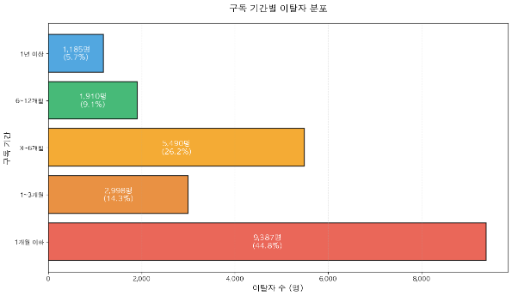 구독 기간별 이탈자 분포
1년 이상
1,185명
(5.7%)
6~12개월
1,910명
(9.1%)
3~6개월
5,490명
(26.2%)
1~3개월
2,998명
(14.3%)
1개월 이하
9,387명
(44.8%)
구독 기간
0
2,000
4,000
6,000
8,000
이탈자 수 (명)